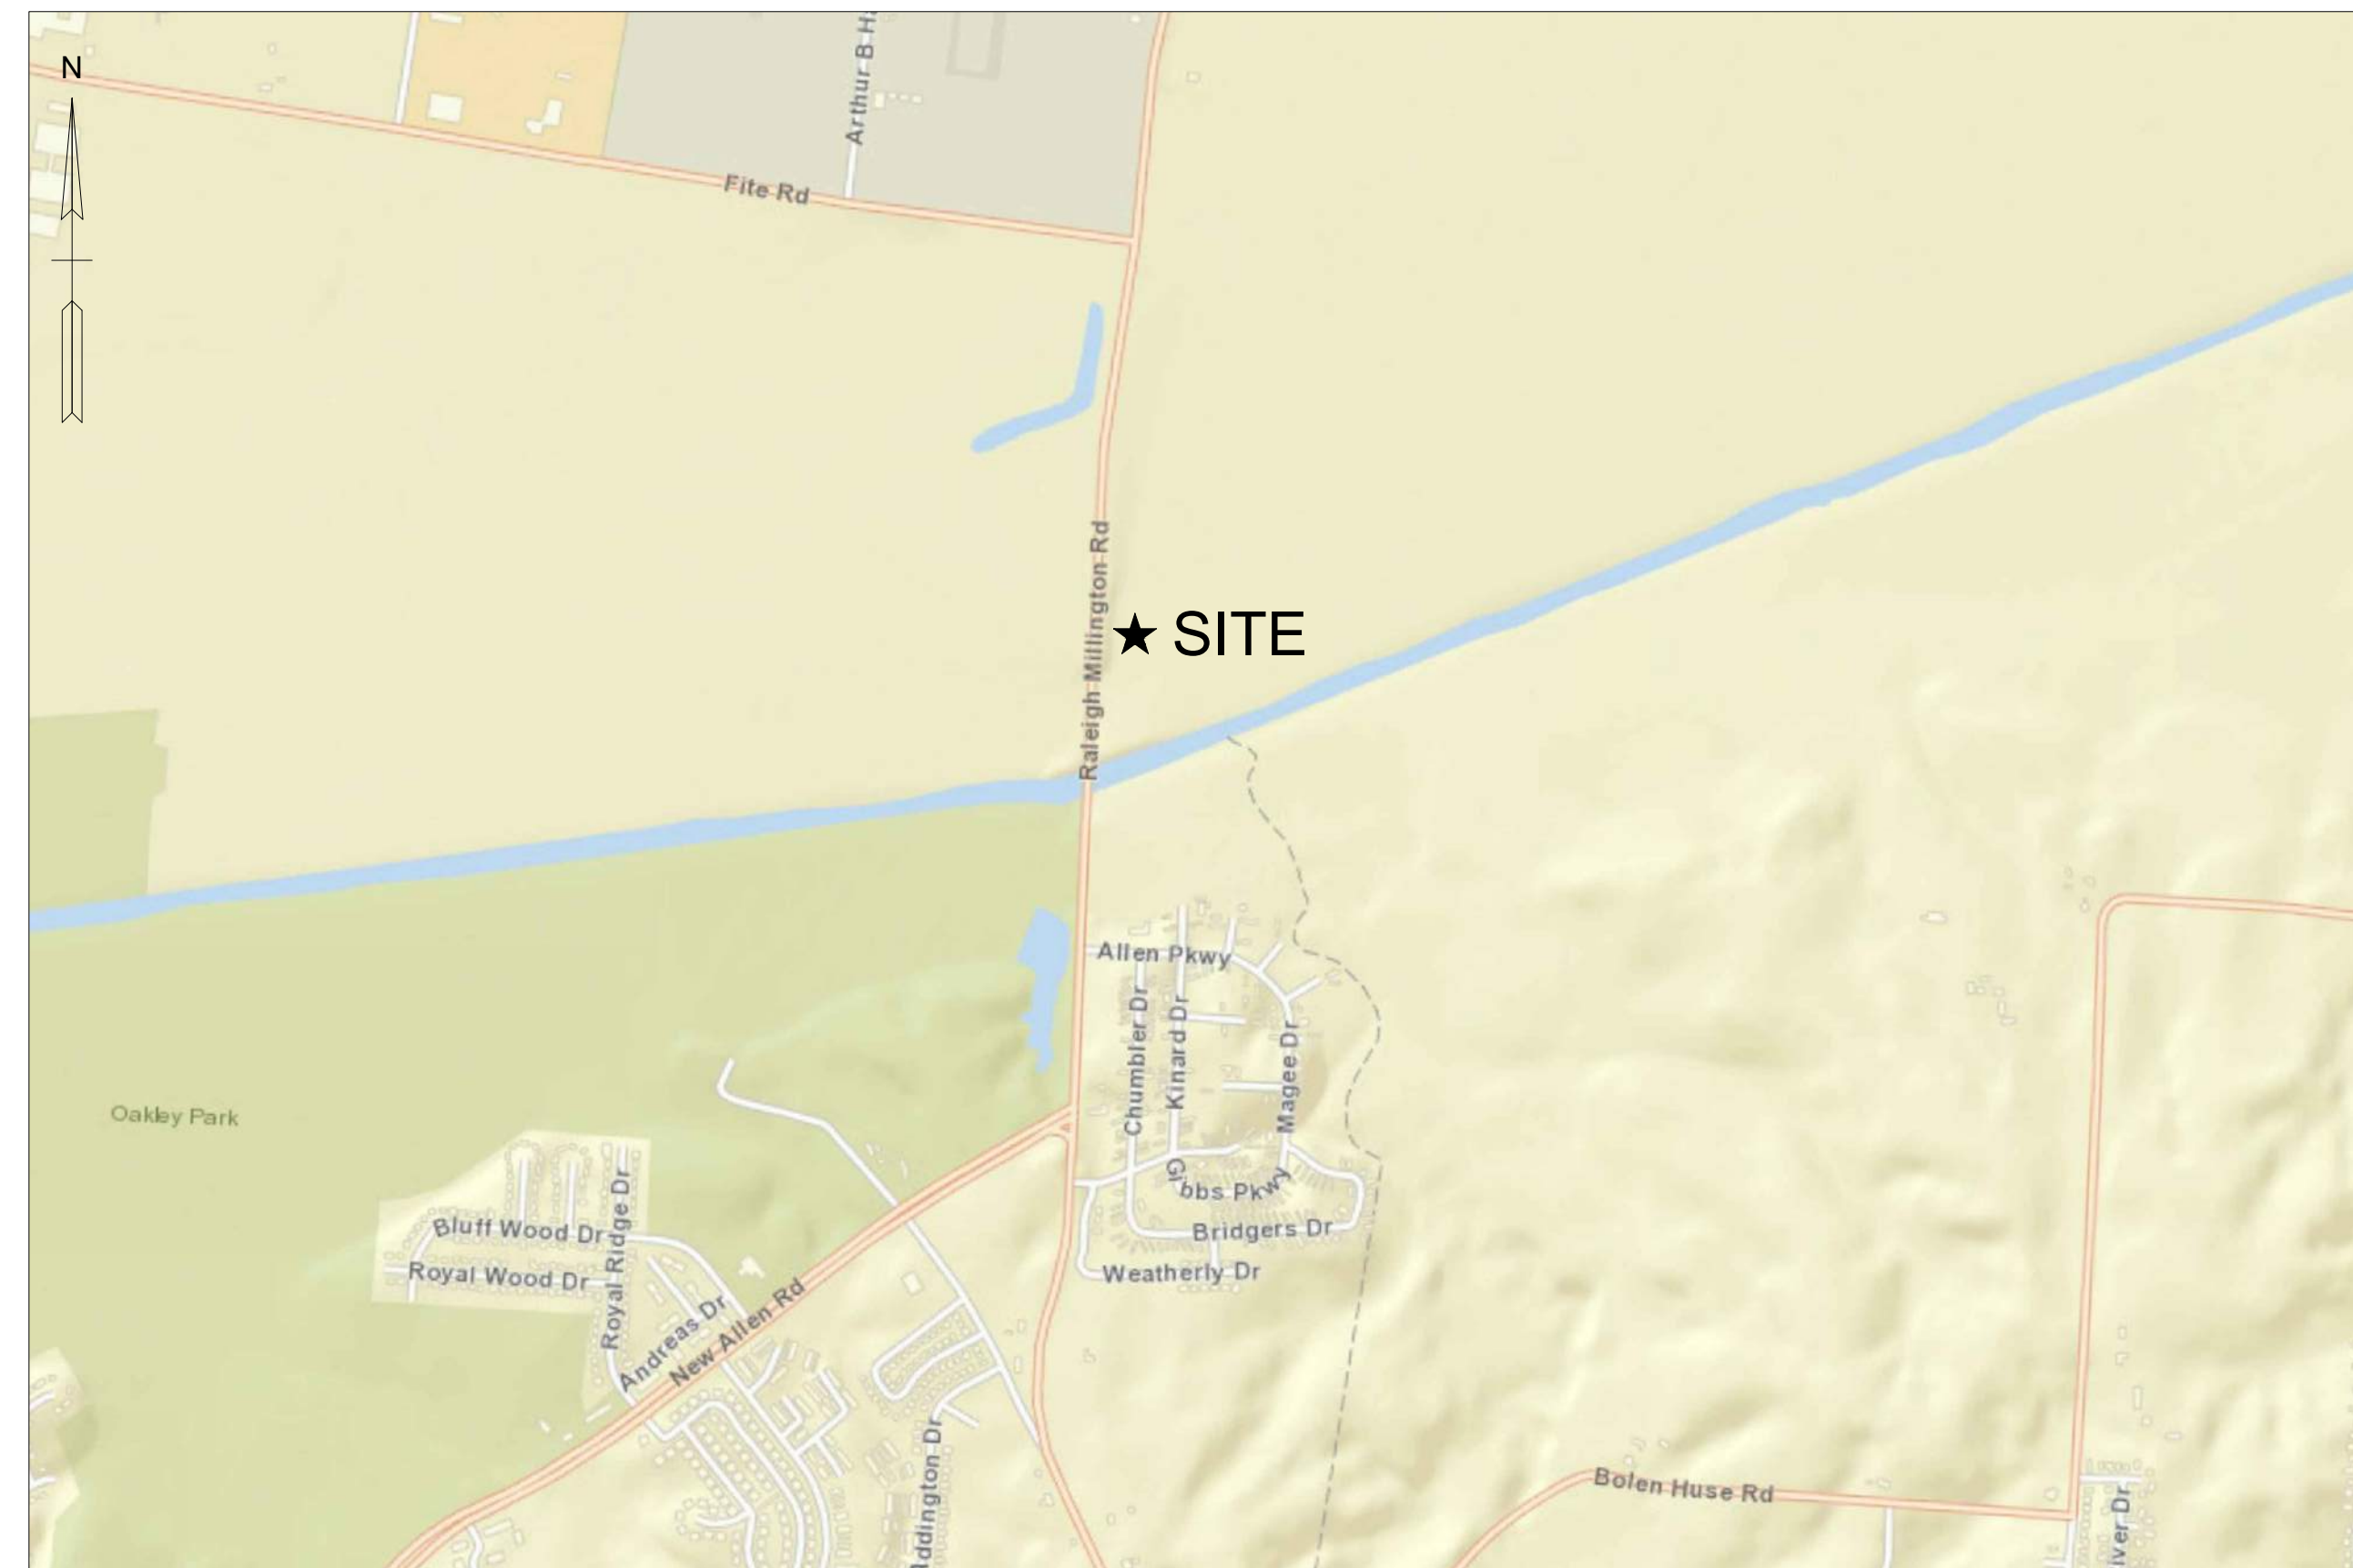 N
Arthur B
Fite Rd
Raleigh Millington Rd
★ SITE
Allen Pkwy
Chumbler Dr
Kinard Dr
Magee Dr
Oakley Park
Gibbs Pkwy
Bluff Wood Dr
Royal Ridge Dr
Bridgers Dr
Royal Wood Dr
Weatherly Dr
Andreas Dr
New Allen Rd
ddington Dr
Bolen Huse Rd
iver Dr